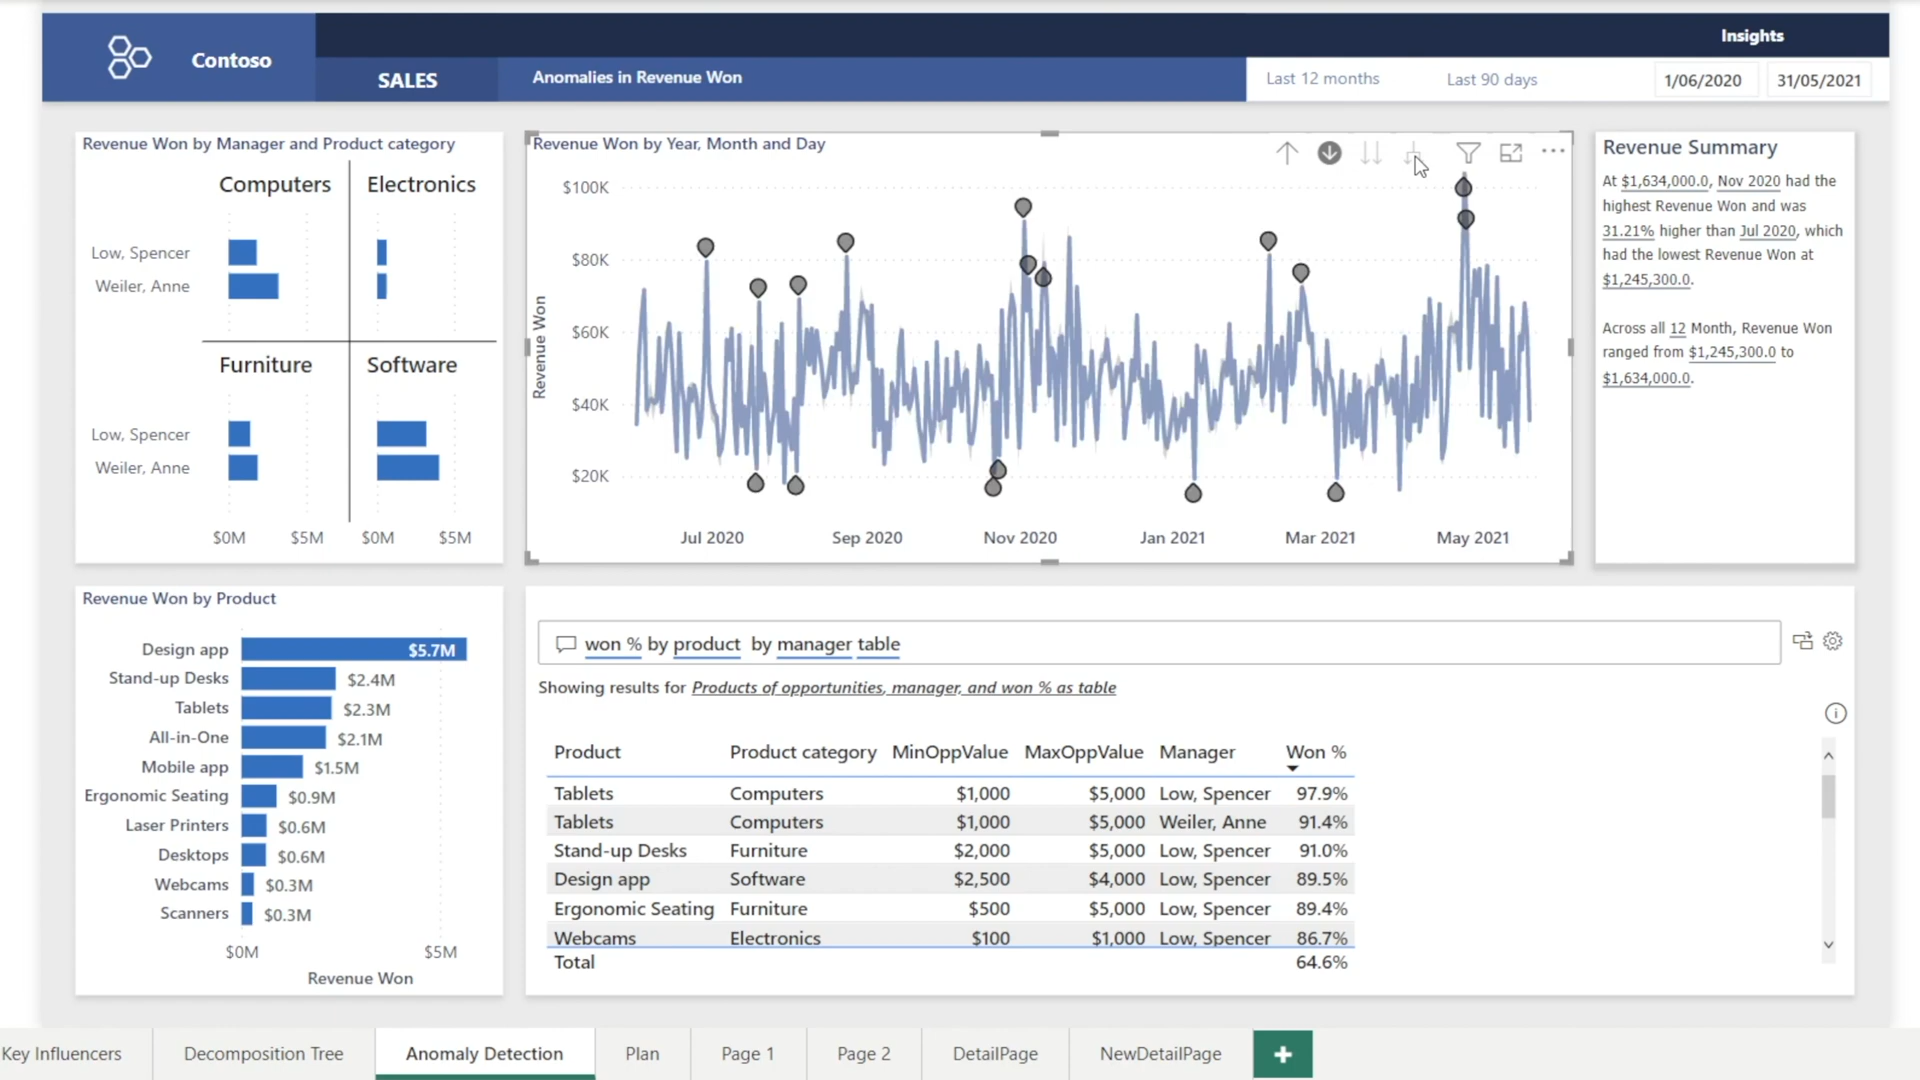 Contoso
SALES
Anomalies in Revenue Won
Insights
Last 12 months
Last 90 days
1/06/2020
31/05/2021
Revenue Won by Manager and Product category
Computers
Electronics
Low, Spencer
Weiler, Anne
Furniture
Software
Low, Spencer
Weiler, Anne
$0M
$5M
$0M
$5M
Revenue Won by Year, Month and Day
$100K
$80K
$60K
$40K
$20K
Revenue Won
Jul 2020
Sep 2020
Nov 2020
Jan 2021
Mar 2021
May 2021
Revenue Summary
At $1,634,000.0, Nov 2020 had the
highest Revenue Won and was
31.21% higher than Jul 2020, which
had the lowest Revenue Won at
$1,245,300.0.
Across all 12 Month, Revenue Won
ranged from $1,245,300.0 to
$1,634,000.0.
Revenue Won by Product
Design app $5.7M
Stand-up Desks $2.4M
Tablets $2.3M
All-in-One $2.1M
Mobile app $1.5M
Ergonomic Seating $0.9M
Laser Printers $0.6M
Desktops $0.6M
Webcams $0.3M
Scanners $0.3M
$0M
$5M
Revenue Won
won % by product by manager table
Showing results for Products of opportunities, manager, and won % as table
Product Product category MinOppValue MaxOppValue Manager Won %
Tablets Computers $1,000 $5,000 Low, Spencer 97.9%
Tablets Computers $1,000 $5,000 Weiler, Anne 91.4%
Stand-up Desks Furniture $2,000 $5,000 Low, Spencer 91.0%
Design app Software $2,500 $4,000 Low, Spencer 89.5%
Ergonomic Seating Furniture $500 $5,000 Low, Spencer 89.4%
Webcams Electronics $100 $1,000 Low, Spencer 86.7%
Total 64.6%
Key Influencers
Decomposition Tree
Anomaly Detection
Plan
Page 1
Page 2
DetailPage
NewDetailPage